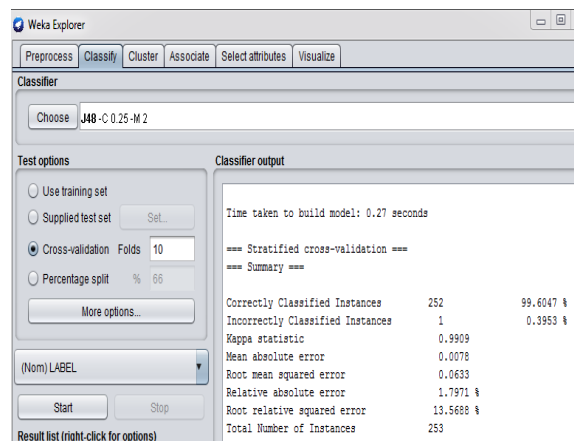 Weka Explorer
Preprocess Classify Cluster Associate Select attributes Visualize
Classifier
Choose J48 -C 0.25 -M 2
Test options
Use training set
Supplied test set Set...
Cross-validation Folds 10
Percentage split % 66
More options...
(Nom) LABEL
Start Stop
Result list (right-click for options)
Classifier output
Time taken to build model: 0.27 seconds
=== Stratified cross-validation ===
=== Summary ===
Correctly Classified Instances 252 99.6047 %
Incorrectly Classified Instances 1 0.3953 %
Kappa statistic 0.9909
Mean absolute error 0.0078
Root mean squared error 0.0633
Relative absolute error 1.7971 %
Root relative squared error 13.5688 %
Total Number of Instances 253